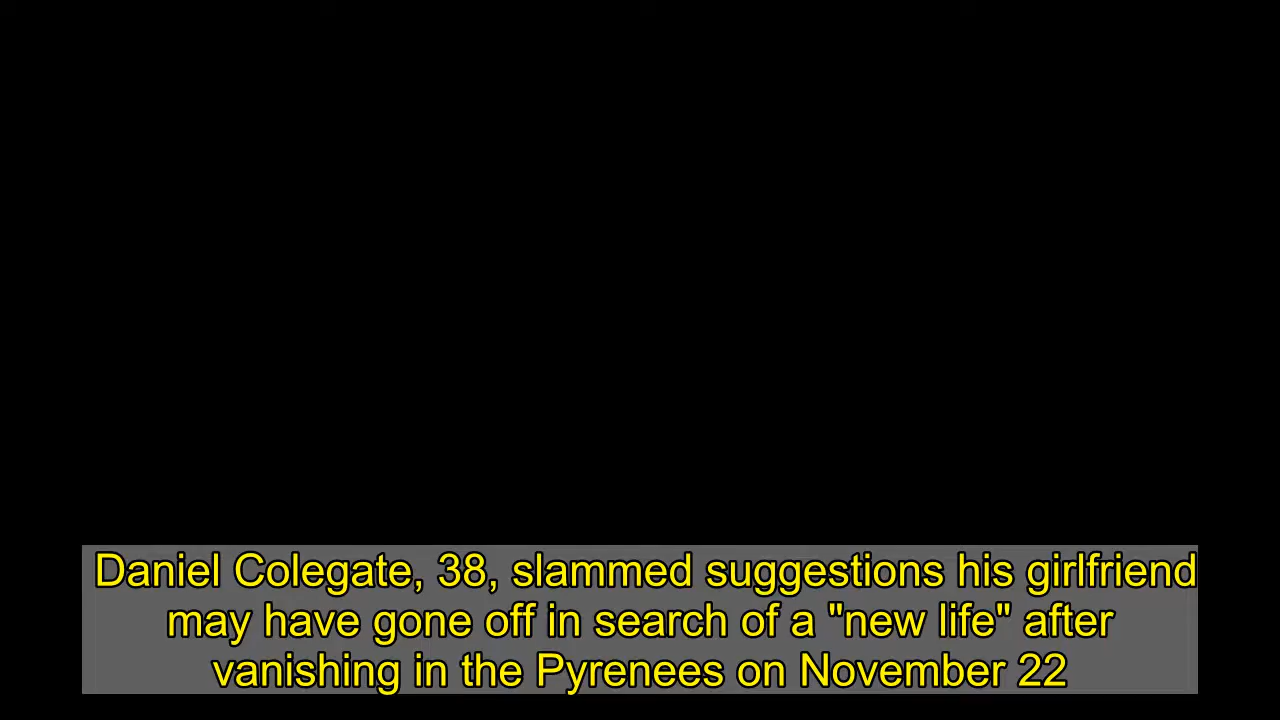 Daniel Colegate, 38, slammed suggestions his girlfriend
may have gone off in search of a "new life" after
vanishing in the Pyrenees on November 22